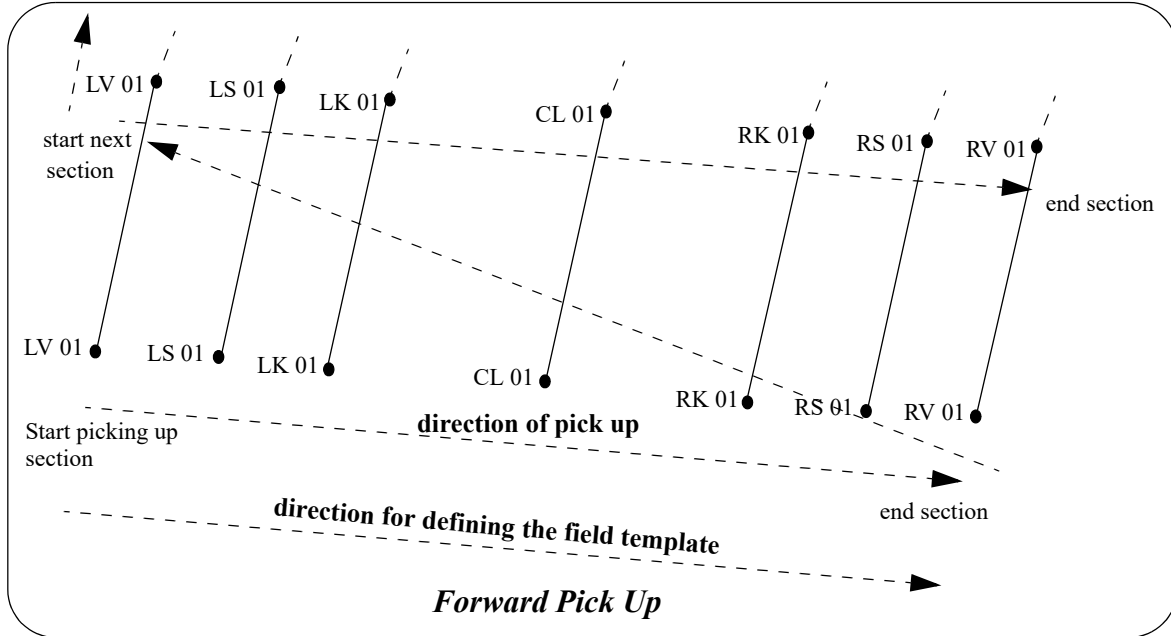 LV 01
LS 01
LK 01
CL 01
RK 01
RS 01
RV 01
start next
section
end section
LV 01
LS 01
LK 01
CL 01
RK 01
RS 01
RV 01
Start picking up
section
direction of pick up
end section
direction for defining the field template
Forward Pick Up